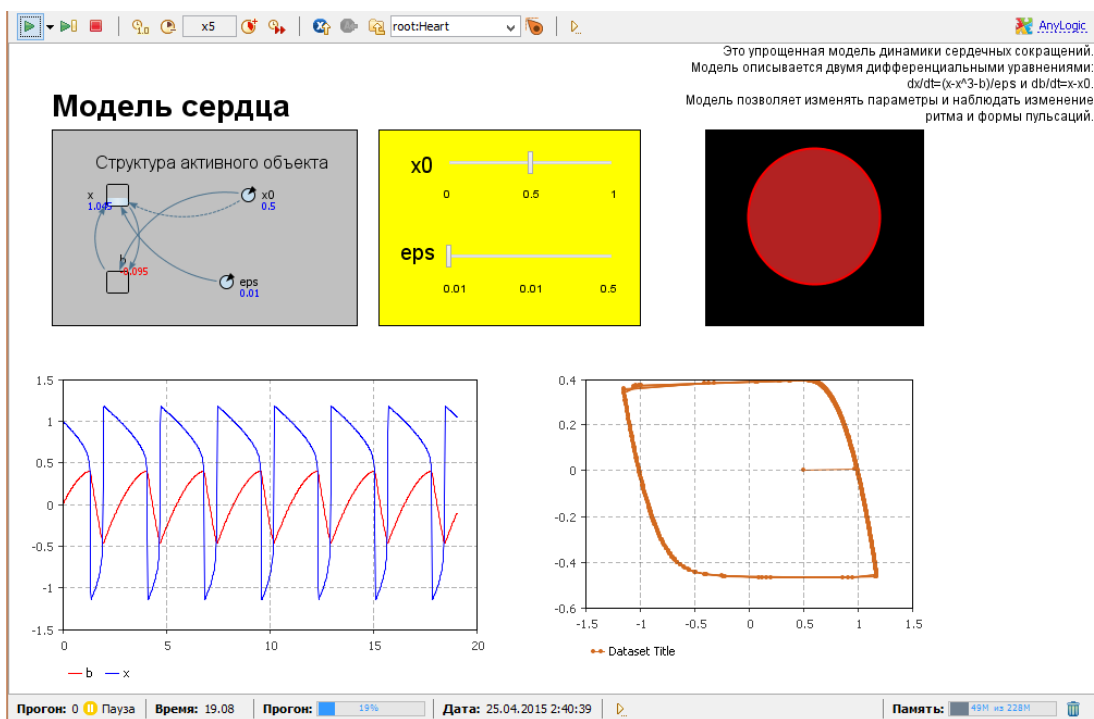 x5 root:Heart AnyLogic
Это упрощенная модель динамики сердечных сокращений.
Модель описывается двумя дифференциальными уравнениями:
dx/dt=(x-x^3-b)/eps и db/dt=x-x0.
Модель позволяет изменять параметры и наблюдать изменение
ритма и формы пульсаций.
Модель сердца
Структура активного объекта
x
1.045
x0
0.5
b
-0.095
eps
0.01
x0
0 0.5 1
eps
0.01 0.01 0.5
1.5
1
0.5
0
-0.5
-1
-1.5
0 5 10 15 20
b x
0.4
0.2
0
-0.2
-0.4
-0.6
-1.5 -1 -0.5 0 0.5 1 1.5
Dataset Title
Прогон: 0 Пауза Время: 19.08 Прогон: 19% Дата: 25.04.2015 2:40:39 Память: 49M из 228M